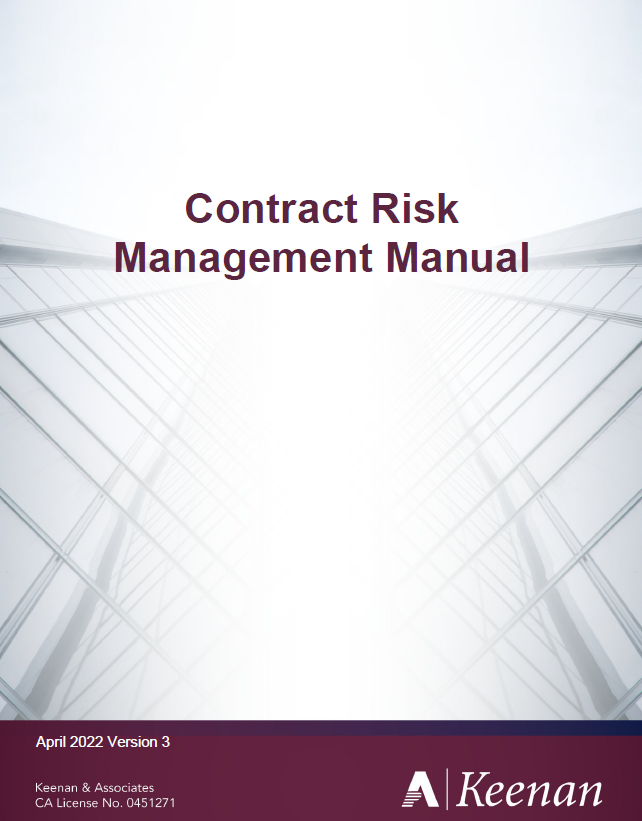 Contract Risk
Management Manual
April 2022 Version 3
Keenan & Associates
CA License No. 0451271
Keenan